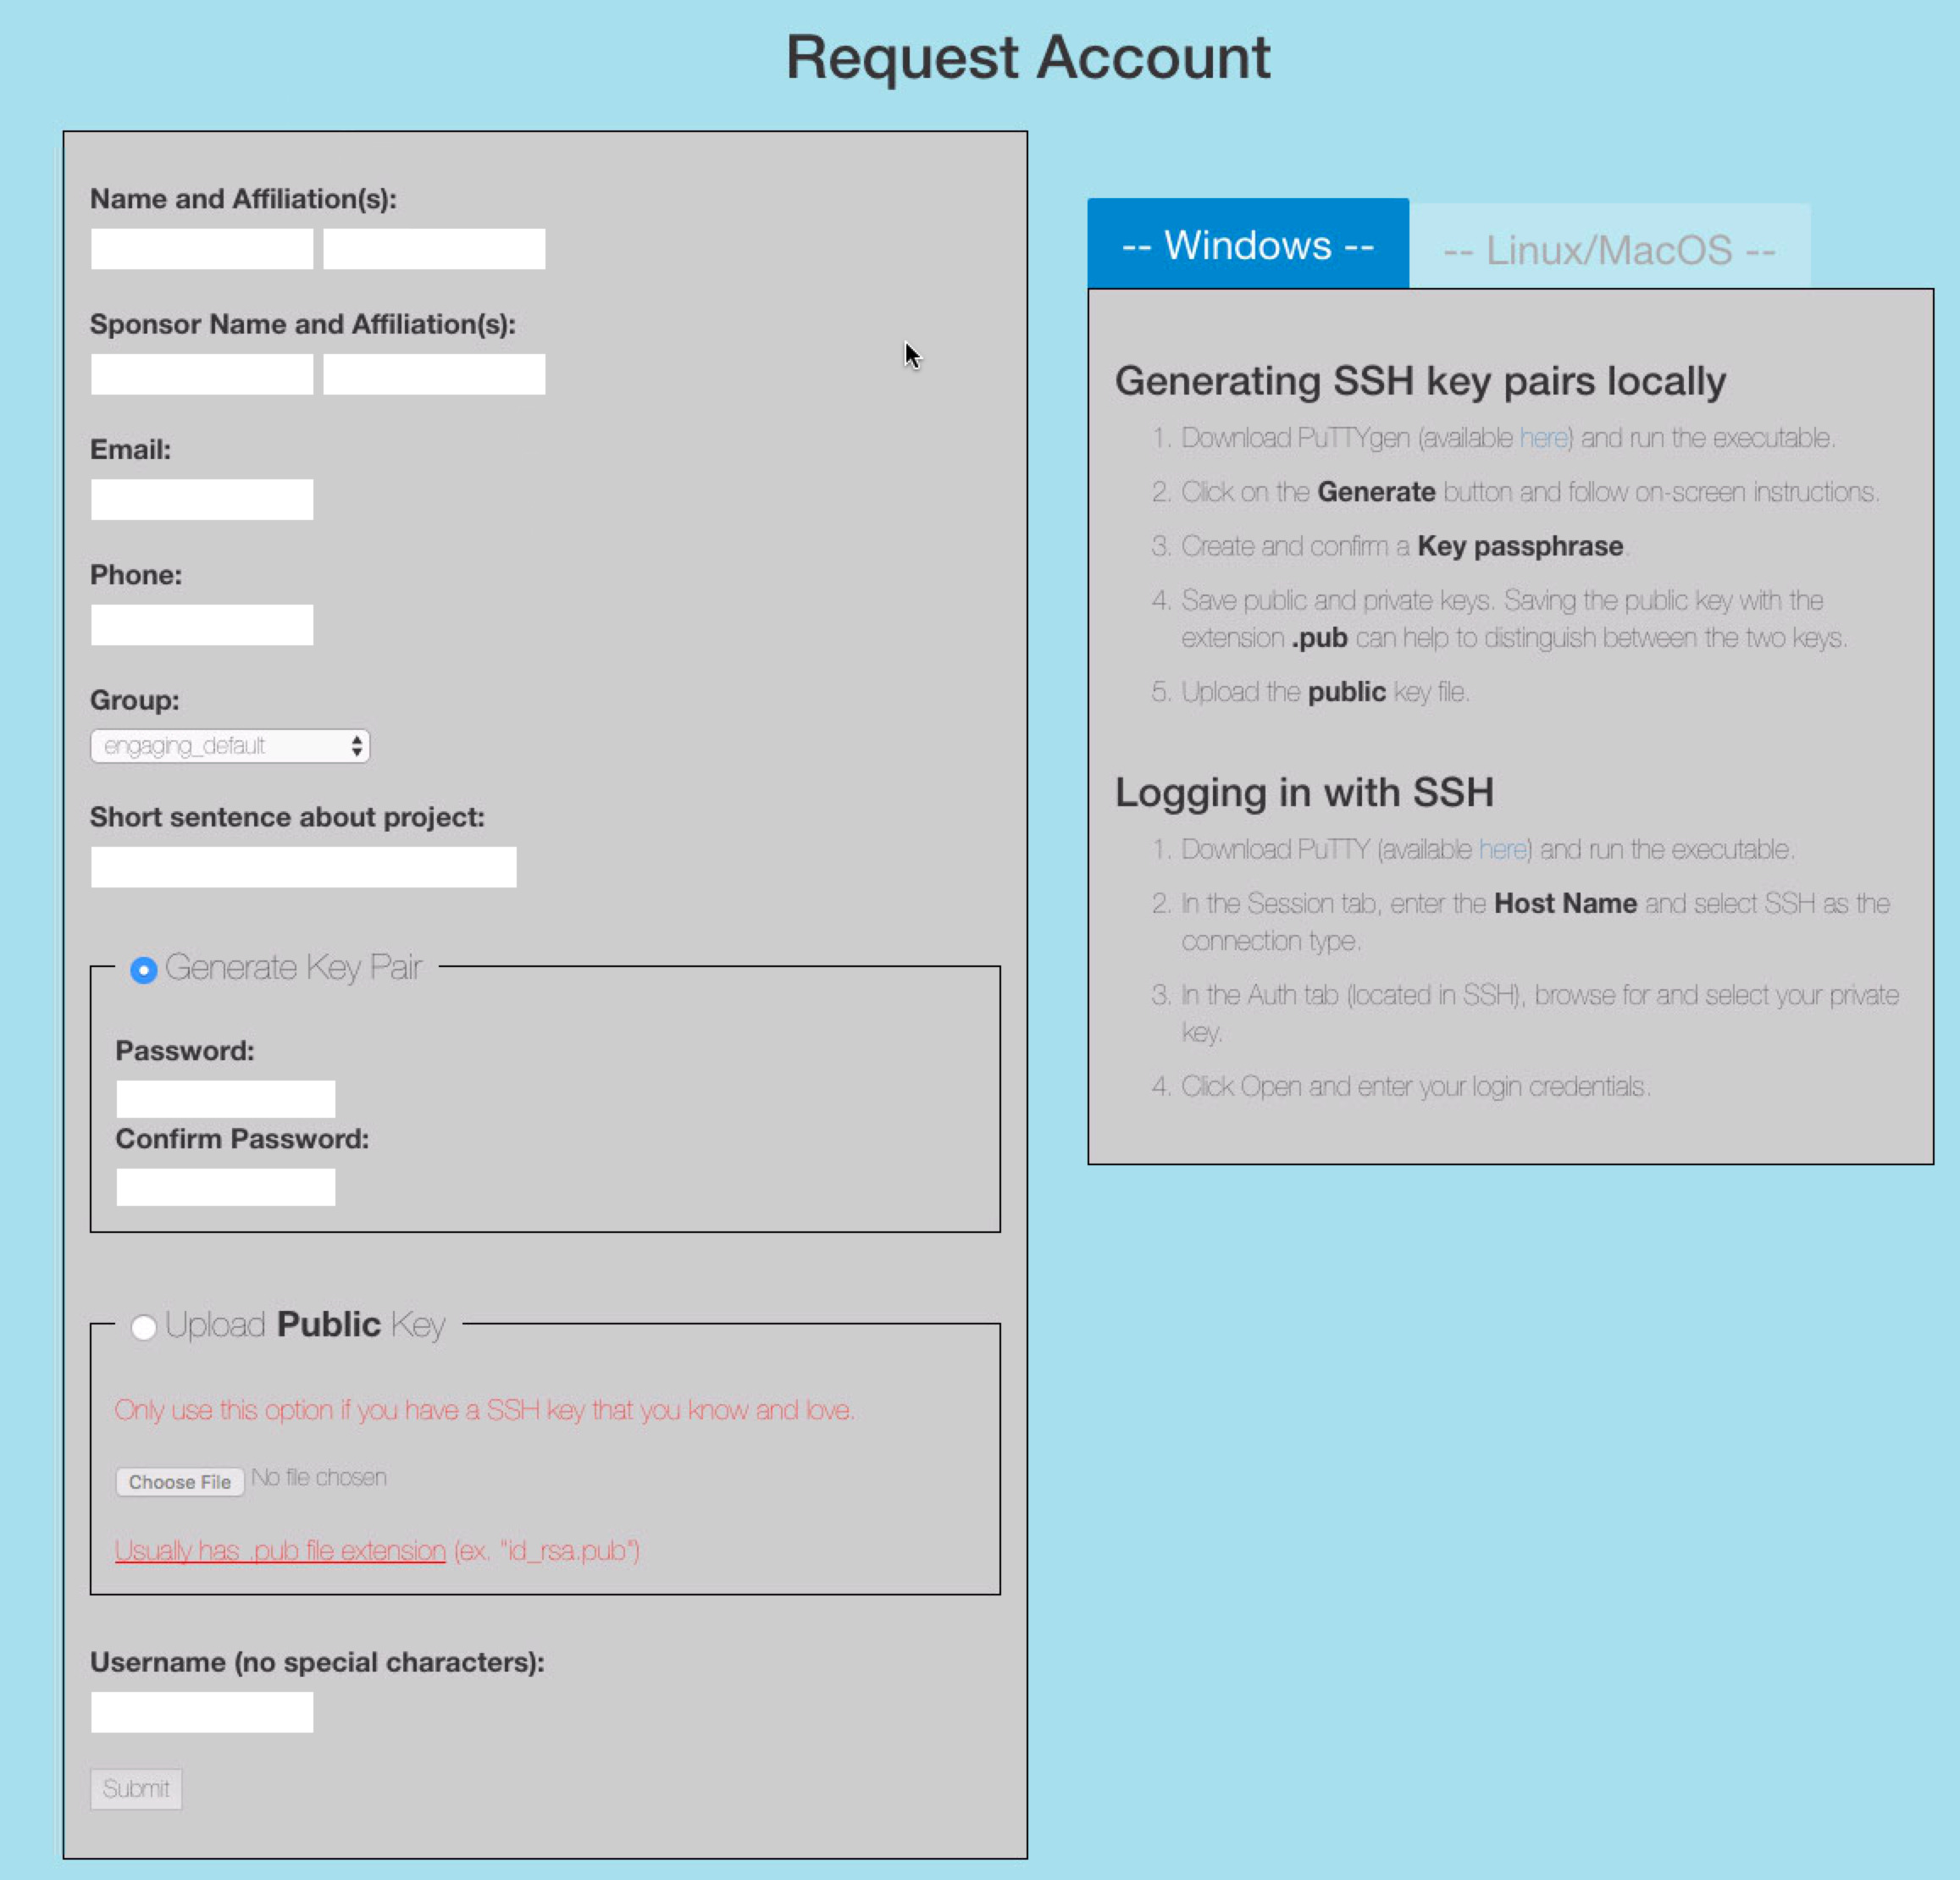 Request Account
Name and Affiliation(s):
Sponsor Name and Affiliation(s):
Email:
Phone:
Group:
engaging_default
Short sentence about project:
Generate Key Pair
Password:
Confirm Password:
Upload Public Key
Only use this option if you have a SSH key that you know and love.
Choose File No file chosen
Usually has .pub file extension (ex. "id_rsa.pub")
Username (no special characters):
Submit
-- Windows --
-- Linux/MacOS --
Generating SSH key pairs locally
1. Download PuTTYgen (available here) and run the executable.
2. Click on the Generate button and follow on-screen instructions.
3. Create and confirm a Key passphrase.
4. Save public and private keys. Saving the public key with the
extension .pub can help to distinguish between the two keys.
5. Upload the public key file.
Logging in with SSH
1. Download PuTTY (available here) and run the executable.
2. In the Session tab, enter the Host Name and select SSH as the
connection type.
3. In the Auth tab (located in SSH), browse for and select your private
key.
4. Click Open and enter your login credentials.